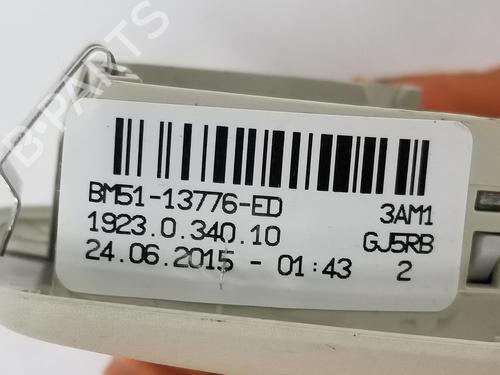 B-PARTS
BM51-13776-ED 3AM1
1923.0.340.10 GJ5RB
24.06.2015 - 01:43 2